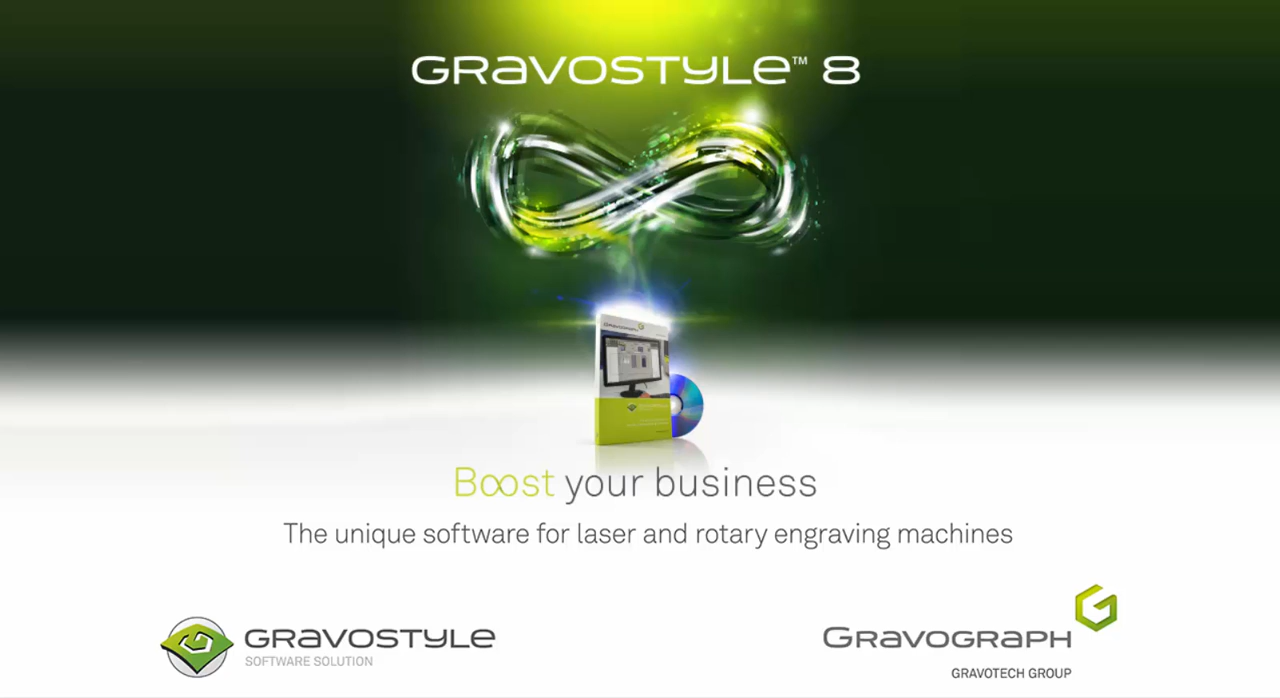 GRAVOSTYLE™ 8
GRAVOGRAPH
Boost your business
The unique software for laser and rotary engraving machines
GRAVOSTYLE
SOFTWARE SOLUTION
GRAVOGRAPH
GRAVOTECH GROUP